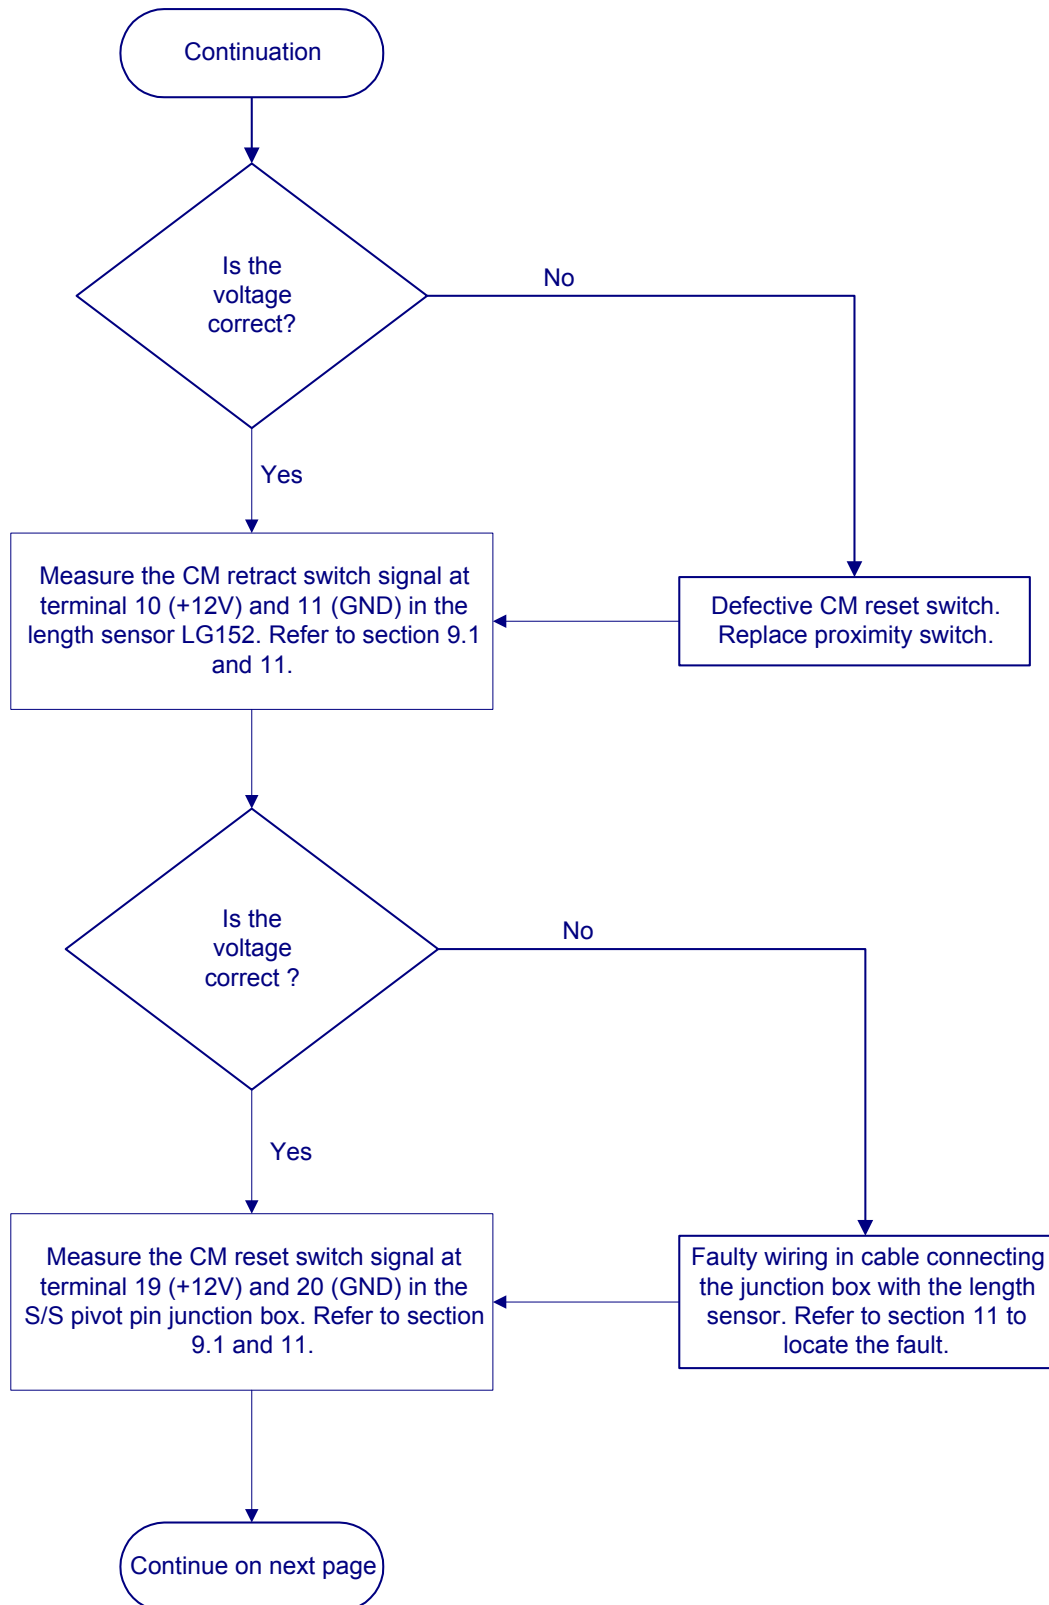 Continuation
Is the
voltage
correct?
No
Yes
Measure the CM retract switch signal at
terminal 10 (+12V) and 11 (GND) in the
length sensor LG152. Refer to section 9.1
and 11.
Defective CM reset switch.
Replace proximity switch.
Is the
voltage
correct ?
No
Yes
Measure the CM reset switch signal at
terminal 19 (+12V) and 20 (GND) in the
S/S pivot pin junction box. Refer to section
9.1 and 11.
Faulty wiring in cable connecting
the junction box with the length
sensor. Refer to section 11 to
locate the fault.
Continue on next page